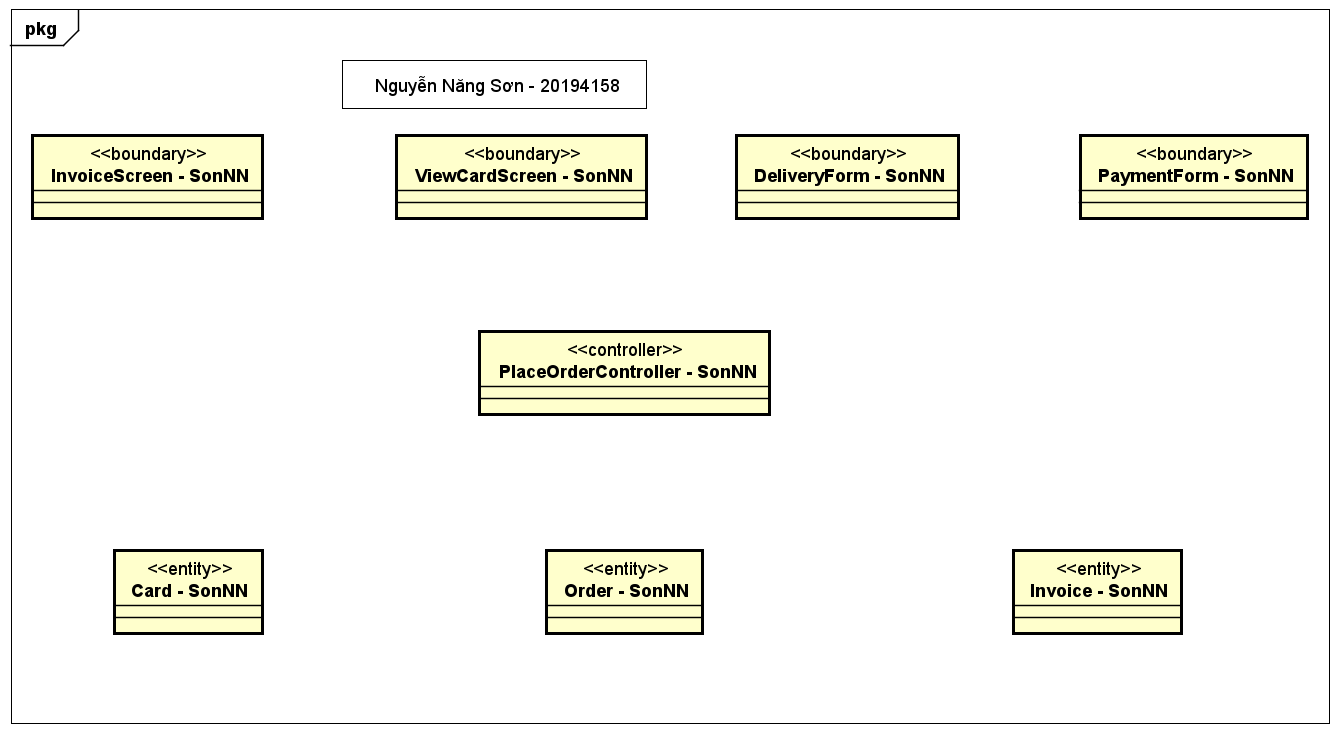 pkg
Nguyễn Năng Sơn - 20194158
<<boundary>>
InvoiceScreen - SonNN
<<boundary>>
ViewCardScreen - SonNN
<<boundary>>
DeliveryForm - SonNN
<<boundary>>
PaymentForm - SonNN
<<controller>>
PlaceOrderController - SonNN
<<entity>>
Card - SonNN
<<entity>>
Order - SonNN
<<entity>>
Invoice - SonNN